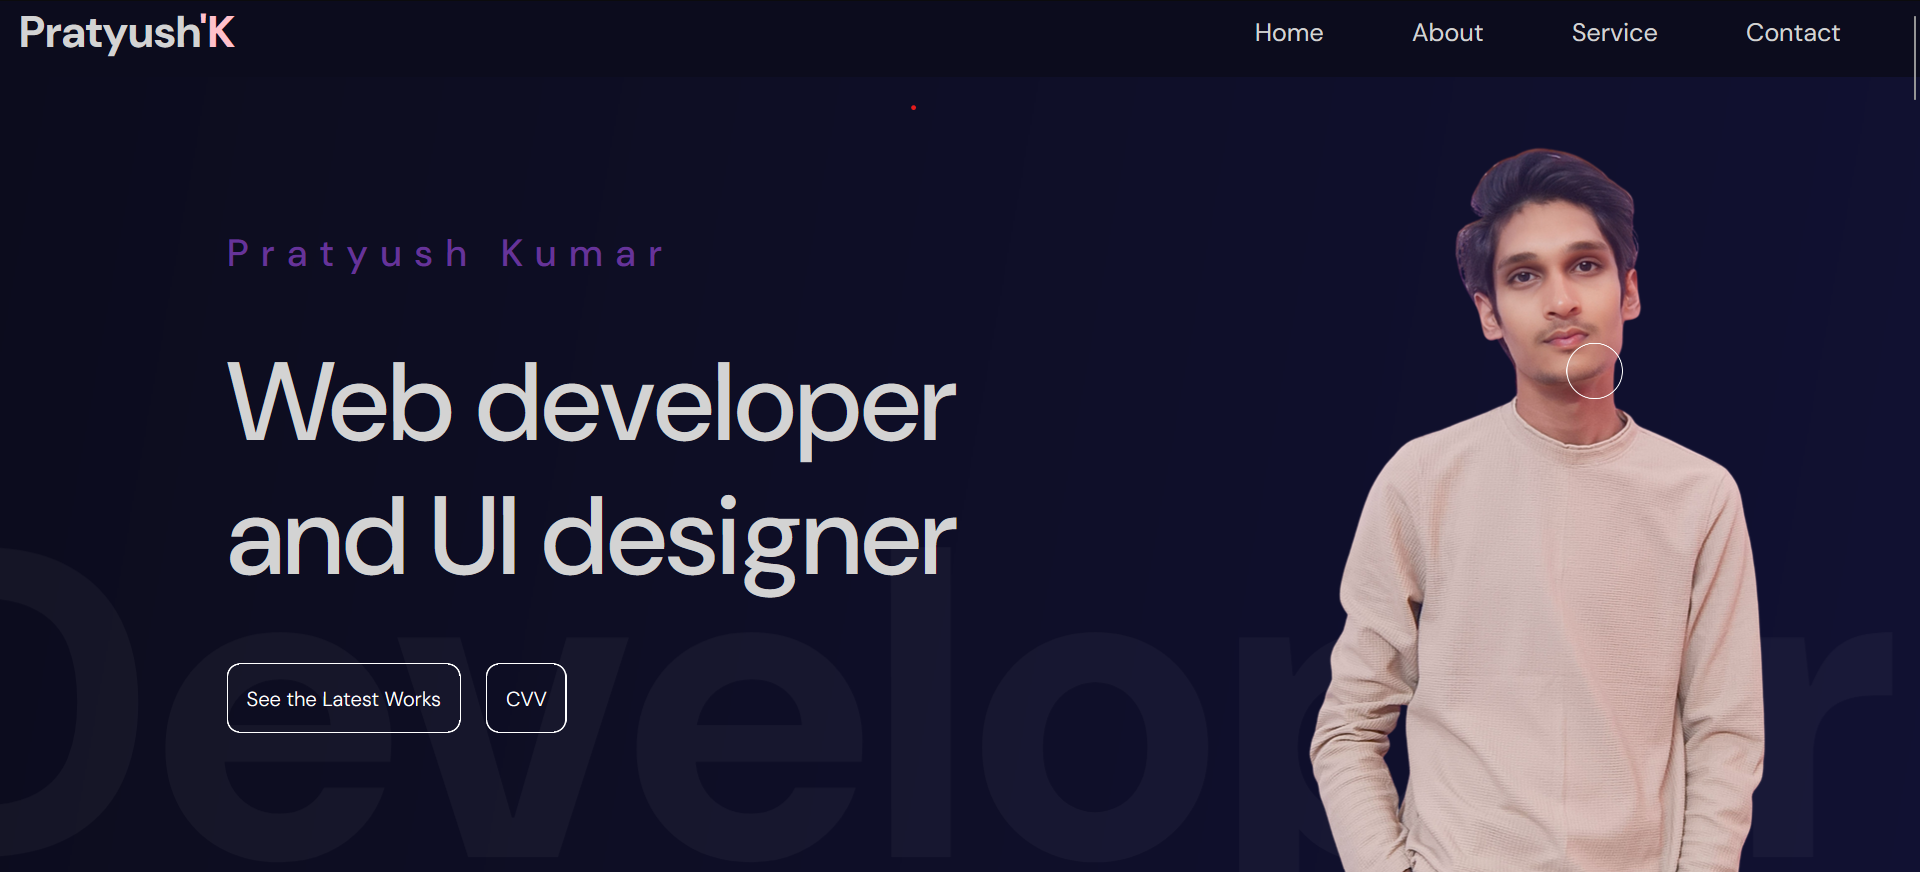 Pratyush'K
Home About Service Contact
Pratyush Kumar
Web developer
and UI designer
See the Latest Works CVV
Developer